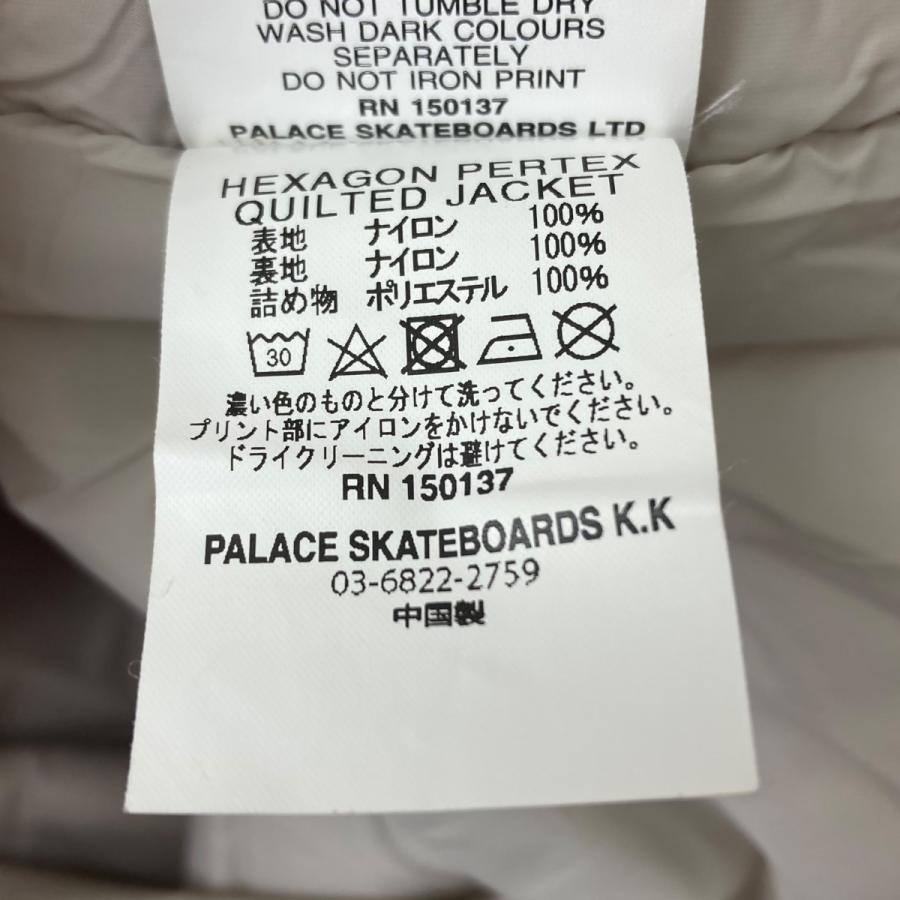 DO NOT TUMBLE DRY
WASH DARK COLOURS
SEPARATELY
DO NOT IRON PRINT
RN 150137
PALACE SKATEBOARDS LTD
HEXAGON PERTEX
QUILTED JACKET
表地 ナイロン 100%
裏地 ナイロン 100%
詰め物 ポリエステル 100%
30
濃い色のものと分けて洗ってください。
プリント部にアイロンをかけないでください。
ドライクリーニングは避けてください。
RN 150137
PALACE SKATEBOARDS K.K
03-6822-2759
中国製